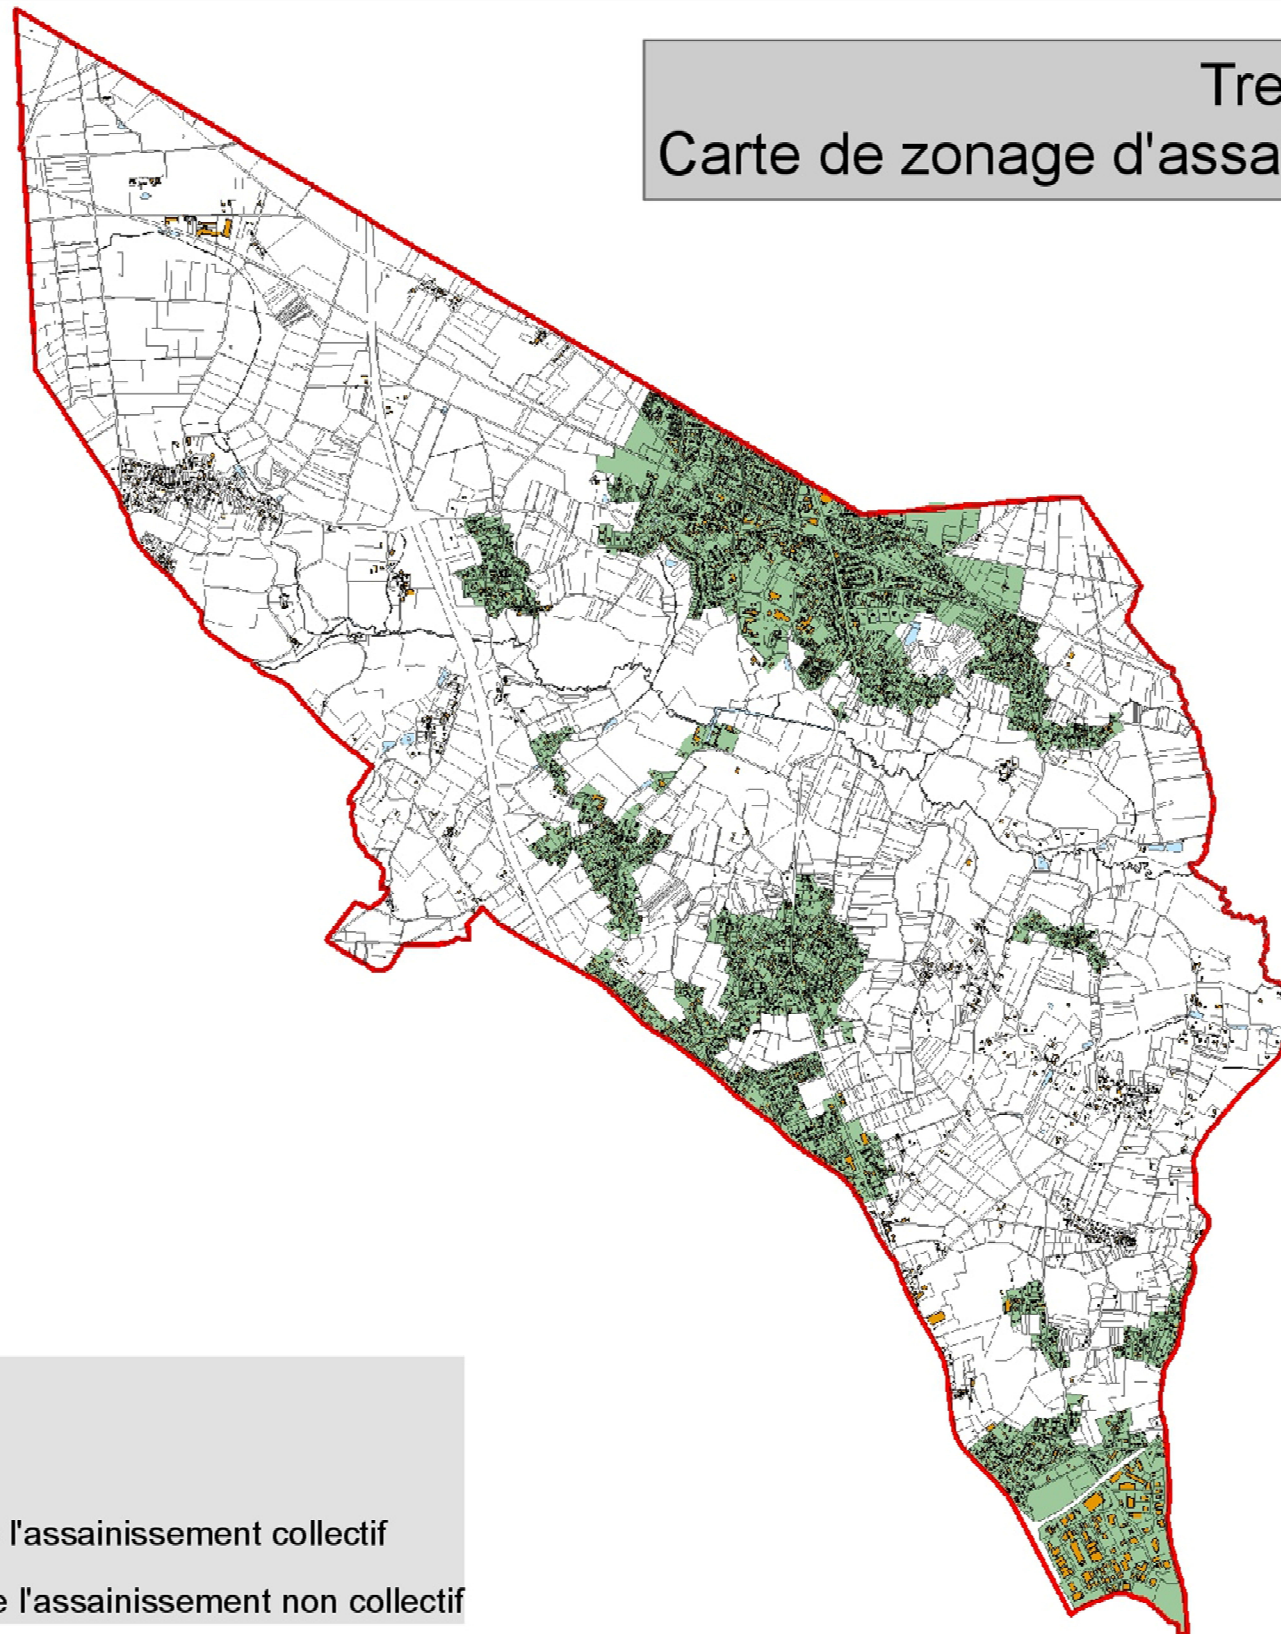 Tre
Carte de zonage d'assa
l'assainissement collectif
e l'assainissement non collectif